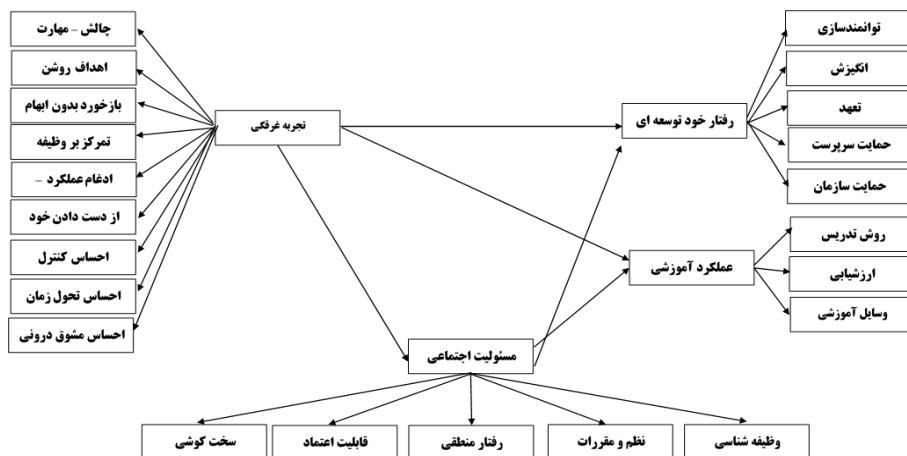 چالش – مهارت
اهداف روشن
بازخورد بدون ابهام
تمرکز بر وظیفه
ادغام عملکرد –
از دست دادن خود
احساس کنترل
احساس تحول زمان
احساس مشوق درونی
تجربه غرقگی
رفتار خود توسعه ای
توانمندسازی
انگیزش
تعهد
حمایت سرپرست
حمایت سازمان
عملکرد آموزشی
روش تدریس
ارزشیابی
وسایل آموزشی
مسئولیت اجتماعی
وظیفه شناسی
نظم و مقررات
رفتار منطقی
قابلیت اعتماد
سخت کوشی